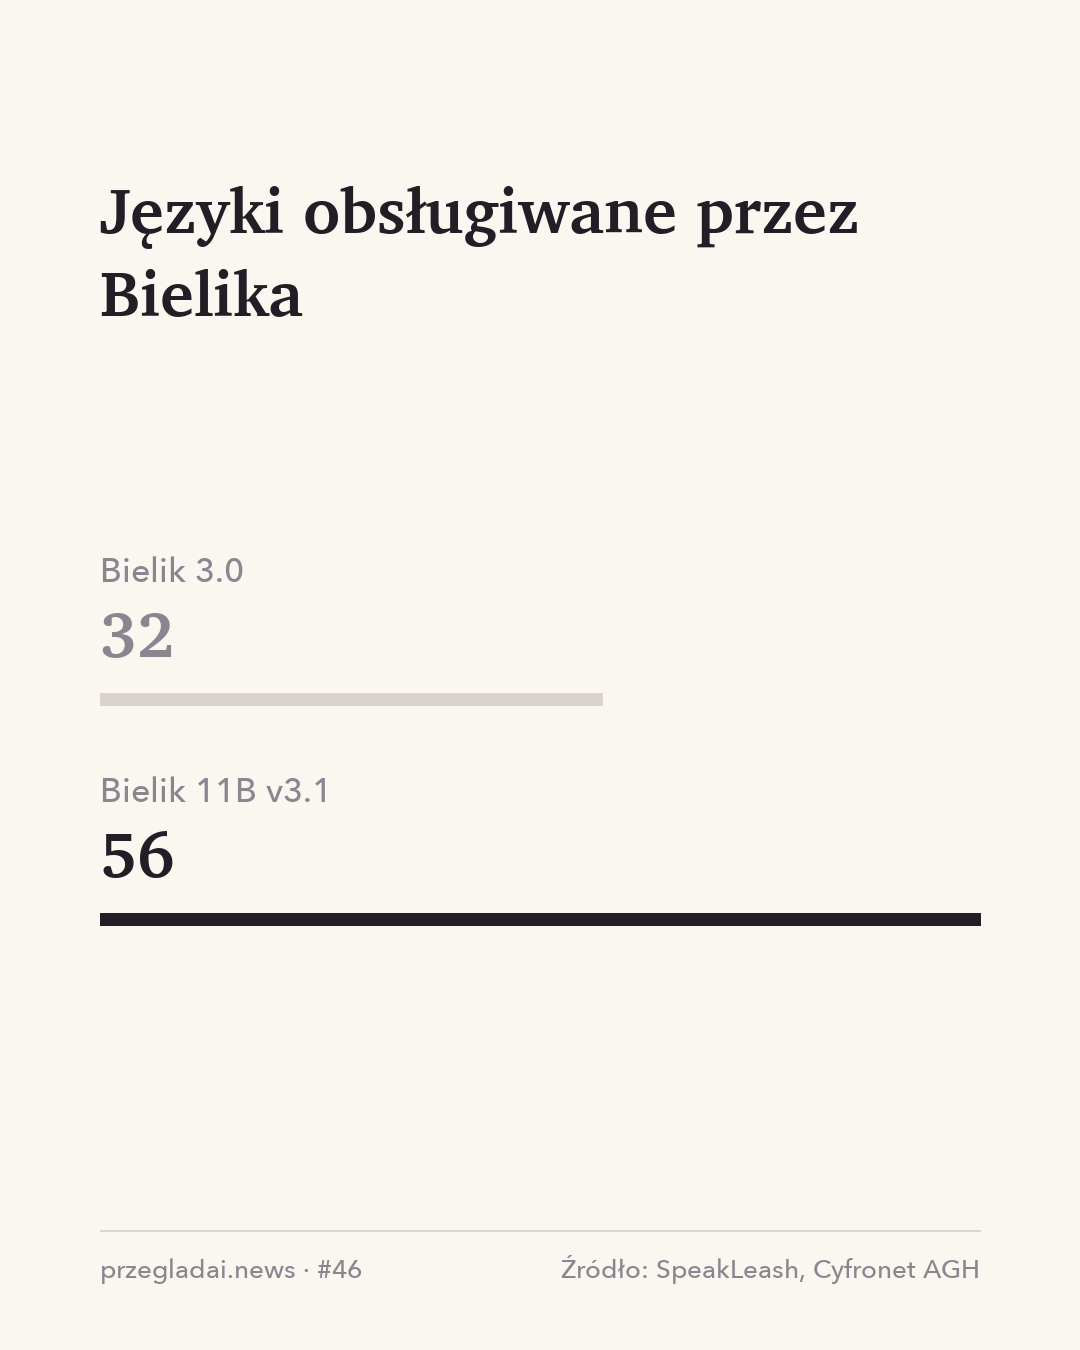 Języki obsługiwane przez
Bielika
Bielik 3.0
32
Bielik 11B v3.1
56
przegladai.news · #46
Źródło: SpeakLeash, Cyfronet AGH